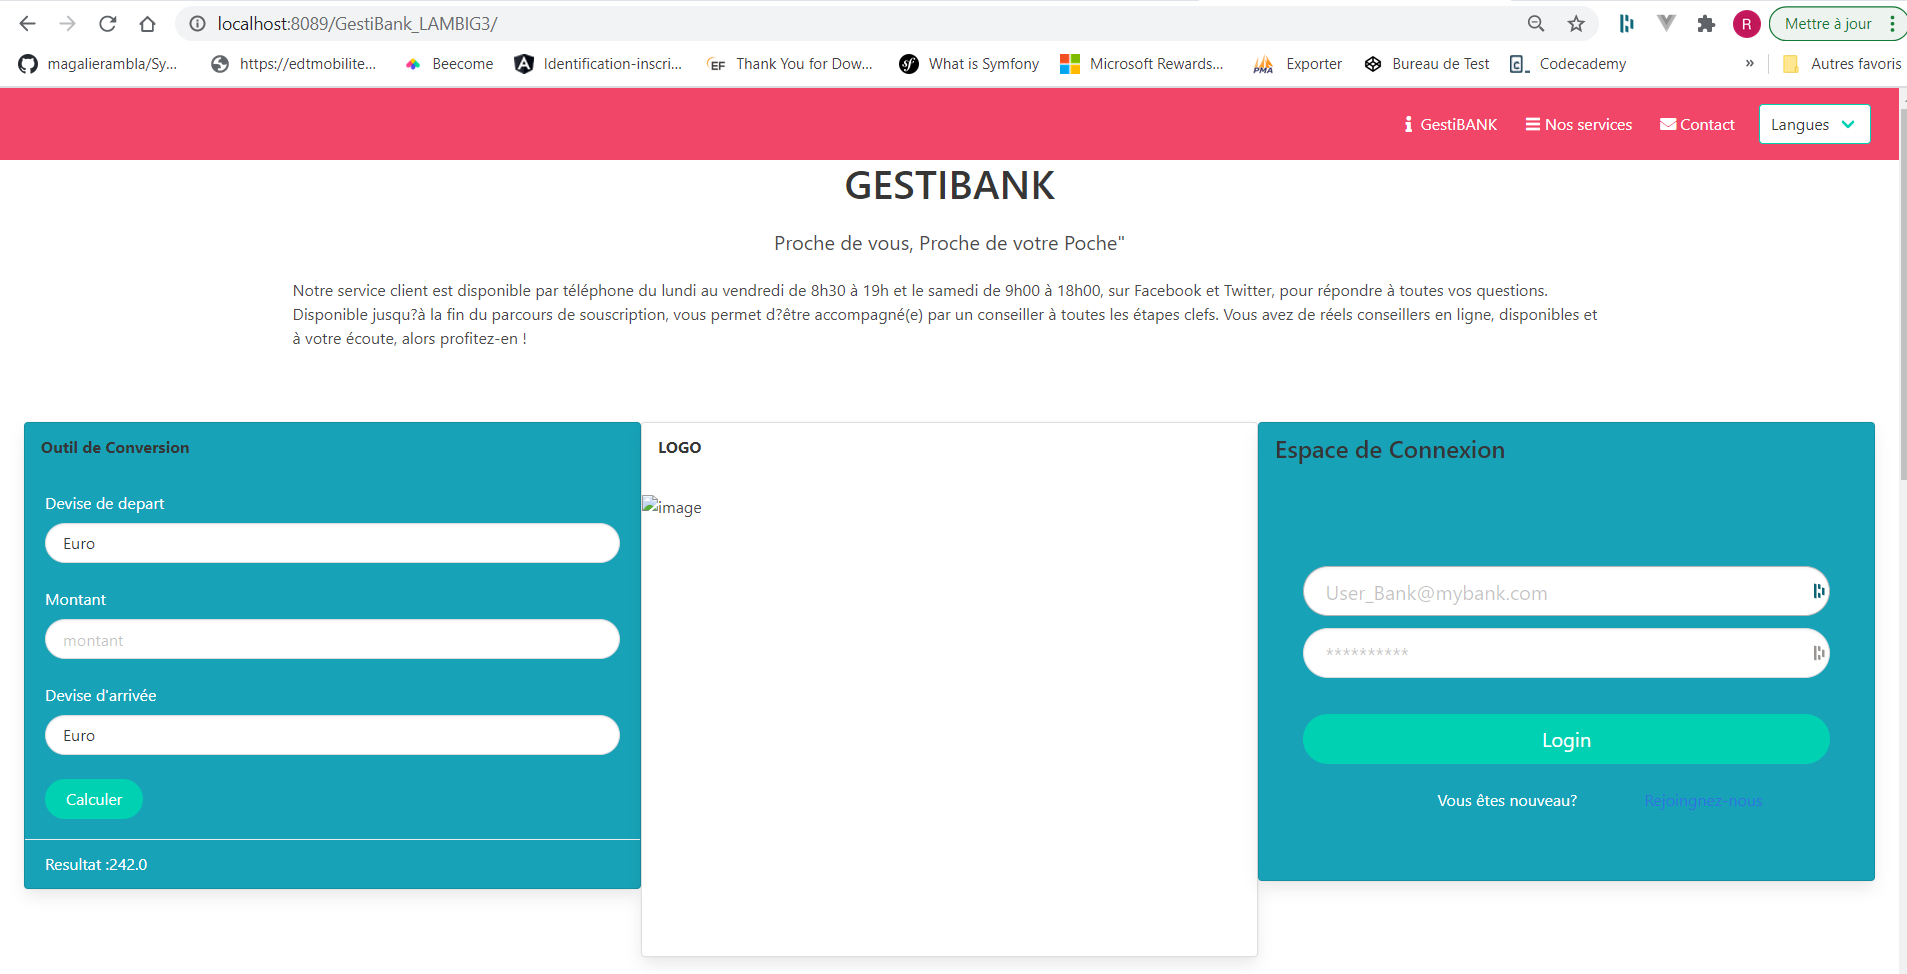 localhost:8089/GestiBank_LAMBIG3/
R
Mettre à jour
magalierambla/Sy...
https://edtmobilite...
Beecome
Identification-inscri...
EF
Thank You for Dow...
What is Symfony
Microsoft Rewards...
PMA
Exporter
Bureau de Test
Codecademy
»
Autres favoris
GestiBANK
Nos services
Contact
Langues
GESTIBANK
Proche de vous, Proche de votre Poche"
Notre service client est disponible par téléphone du lundi au vendredi de 8h30 à 19h et le samedi de 9h00 à 18h00, sur Facebook et Twitter, pour répondre à toutes vos questions.
Disponible jusqu?à la fin du parcours de souscription, vous permet d?être accompagné(e) par un conseiller à toutes les étapes clefs. Vous avez de réels conseillers en ligne, disponibles et
à votre écoute, alors profitez-en !
Outil de Conversion
Devise de depart
Euro
Montant
montant
Devise d'arrivée
Euro
Calculer
Resultat :242.0
LOGO
image
Espace de Connexion
User_Bank@mybank.com
**********
Login
Vous êtes nouveau?
Rejoingnez-nous